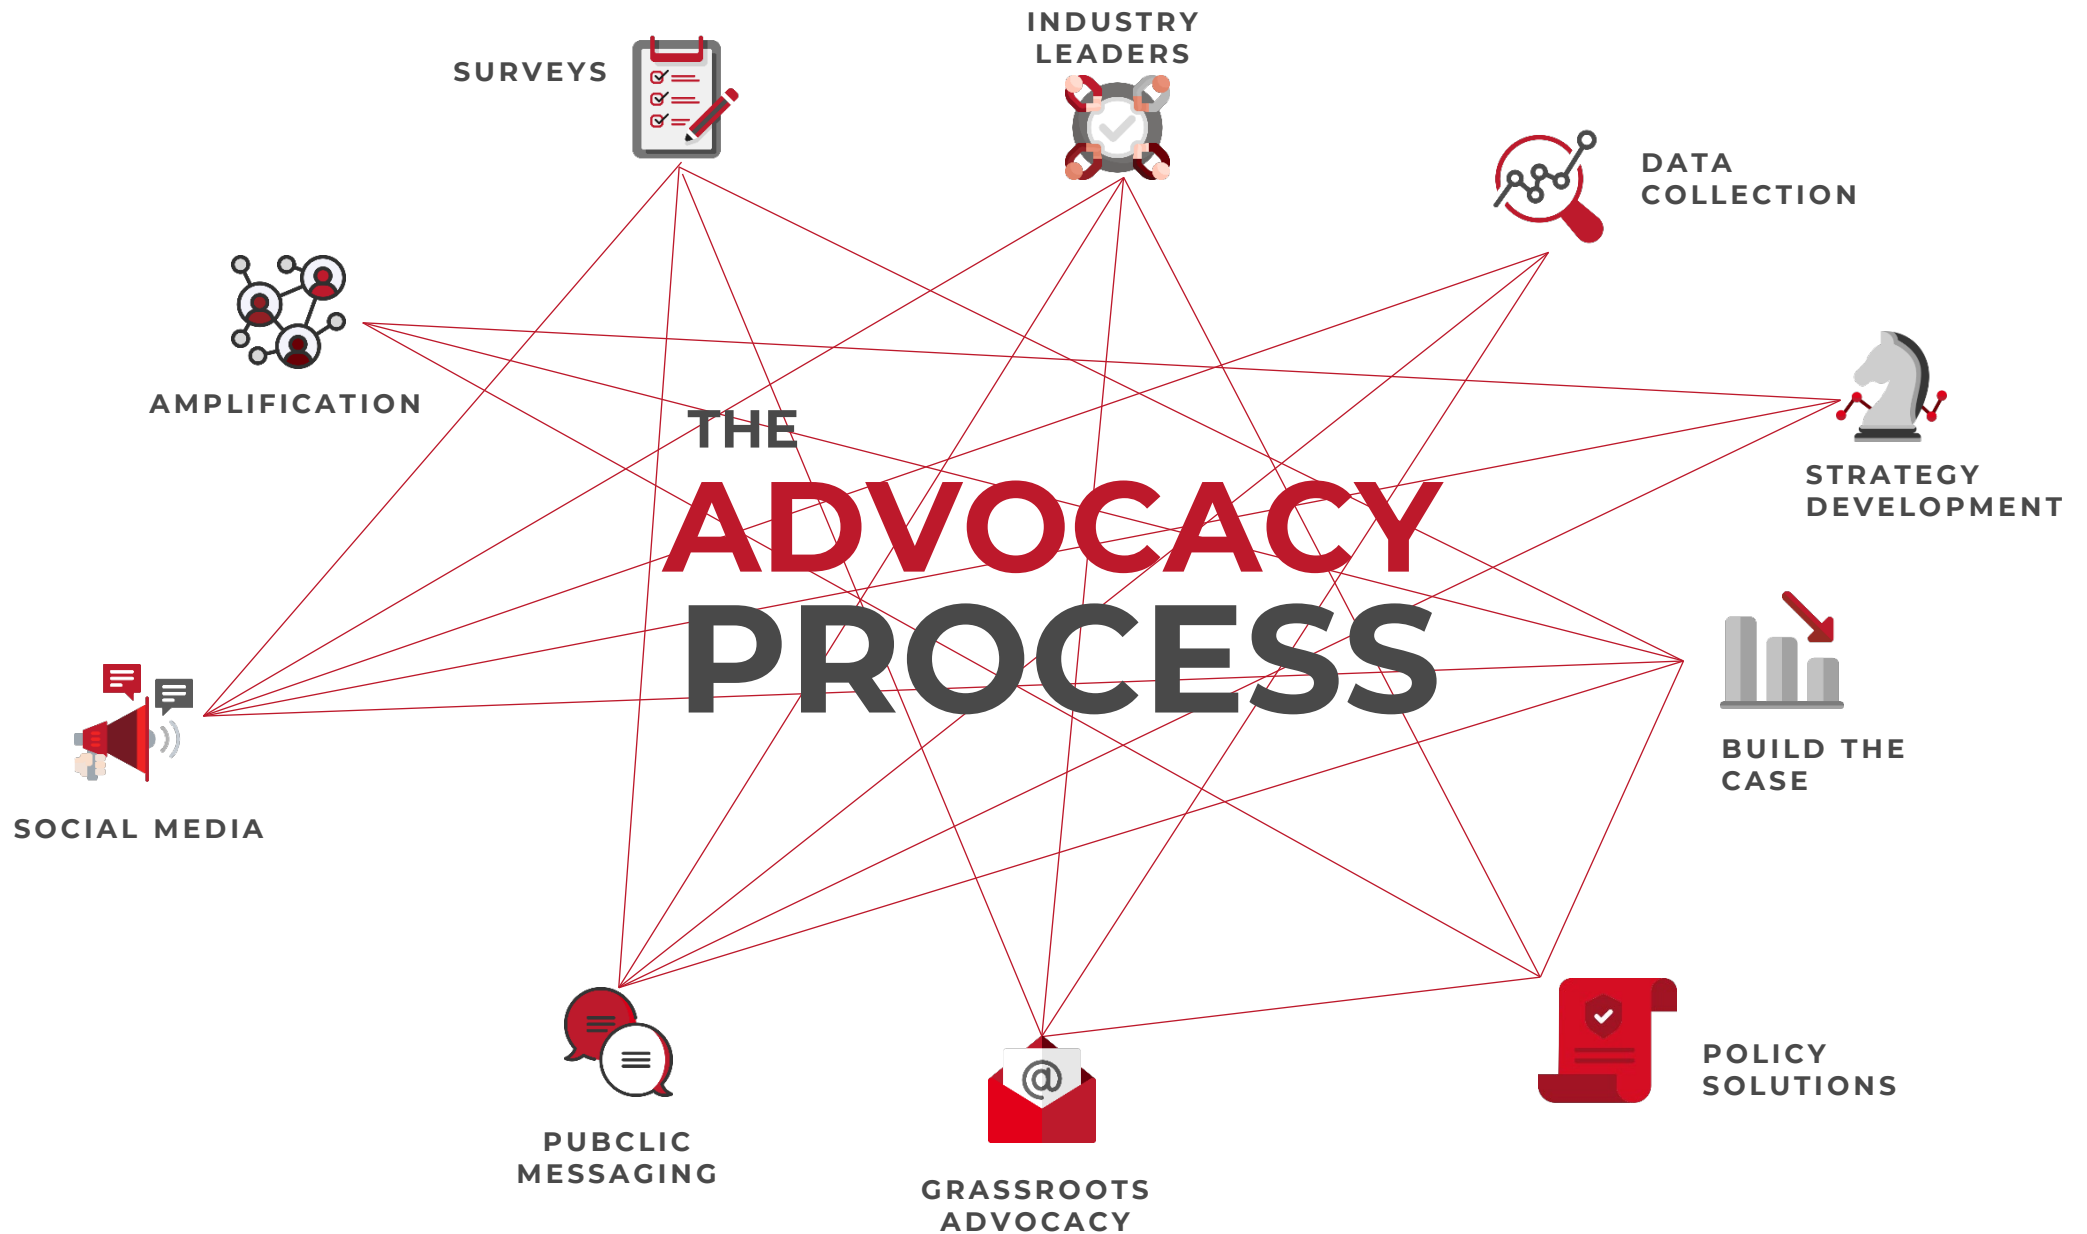 INDUSTRY
LEADERS
SURVEYS
DATA
COLLECTION
AMPLIFICATION
THE
ADVOCACY
PROCESS
STRATEGY
DEVELOPMENT
BUILD THE
CASE
SOCIAL MEDIA
@
POLICY
SOLUTIONS
PUBCLIC
MESSAGING
GRASSROOTS
ADVOCACY